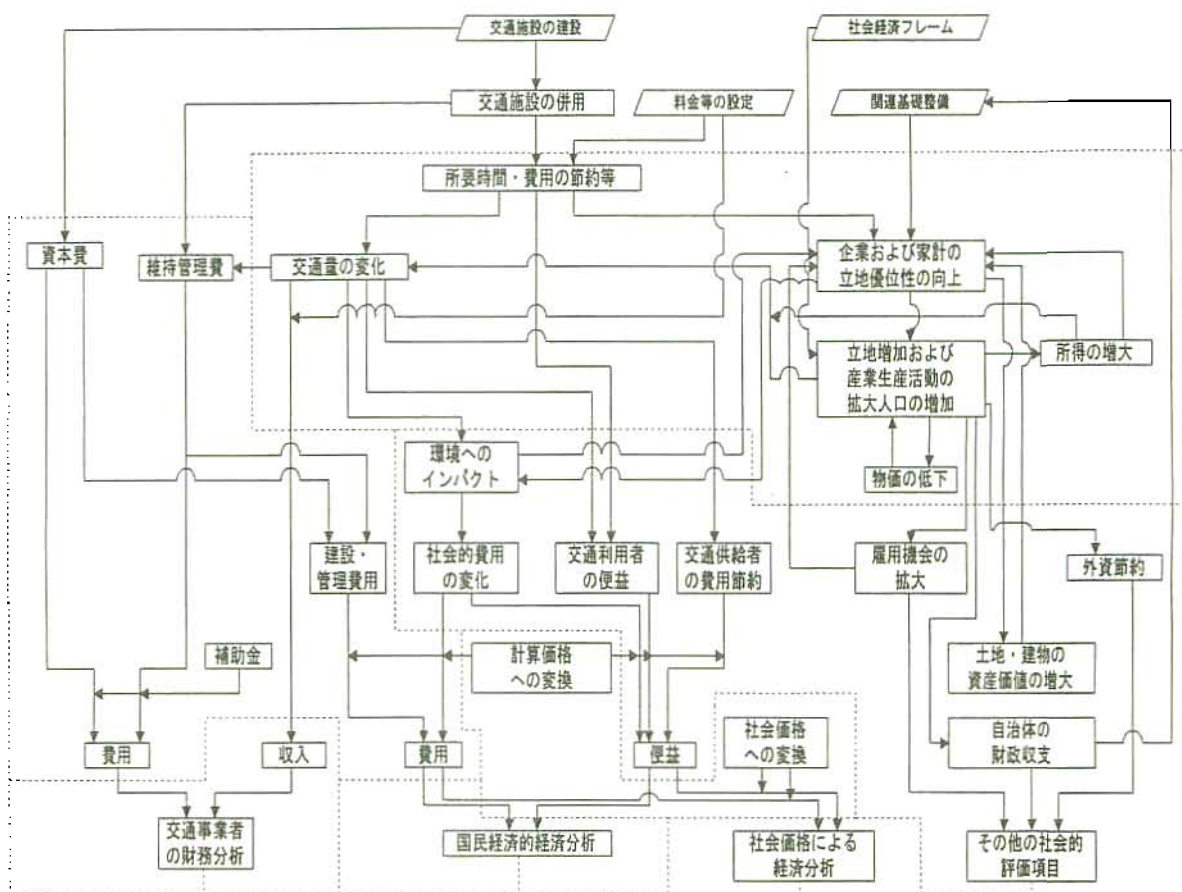 交通施設の建設
社会経済フレーム
交通施設の併用
料金等の設定
関連基礎整備
所要時間・費用の節約等
資本費
維持管理費
交通量の変化
企業および家計の
立地優位性の向上
立地増加および
産業生産活動の
拡大人口の増加
所得の増大
環境への
インパクト
物価の低下
建設・
管理費用
社会的費用
の変化
交通利用者
の便益
交通供給者
の費用節約
雇用機会の
拡大
外資節約
補助金
計算価格
への変換
土地・建物の
資産価値の増大
費用
収入
費用
便益
社会価格
への変換
自治体の
財政収支
交通事業者
の財務分析
国民経済的経済分析
社会価格による
経済分析
その他の社会的
評価項目